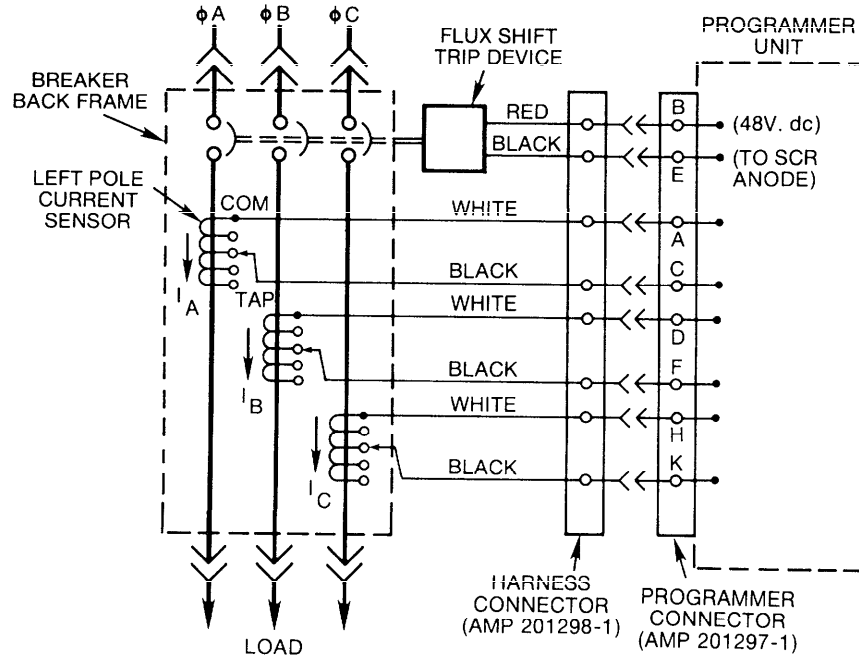 ϕA
ϕB
ϕC
FLUX SHIFT
TRIP DEVICE
PROGRAMMER
UNIT
BREAKER
BACK FRAME
RED
BLACK
B
(48V. dc)
E
(TO SCR
ANODE)
LEFT POLE
CURRENT
SENSOR
COM
WHITE
A
BLACK
C
I A
TAP
WHITE
D
BLACK
F
I B
WHITE
H
BLACK
K
I C
HARNESS
CONNECTOR
(AMP 201298-1)
PROGRAMMER
CONNECTOR
(AMP 201297-1)
LOAD